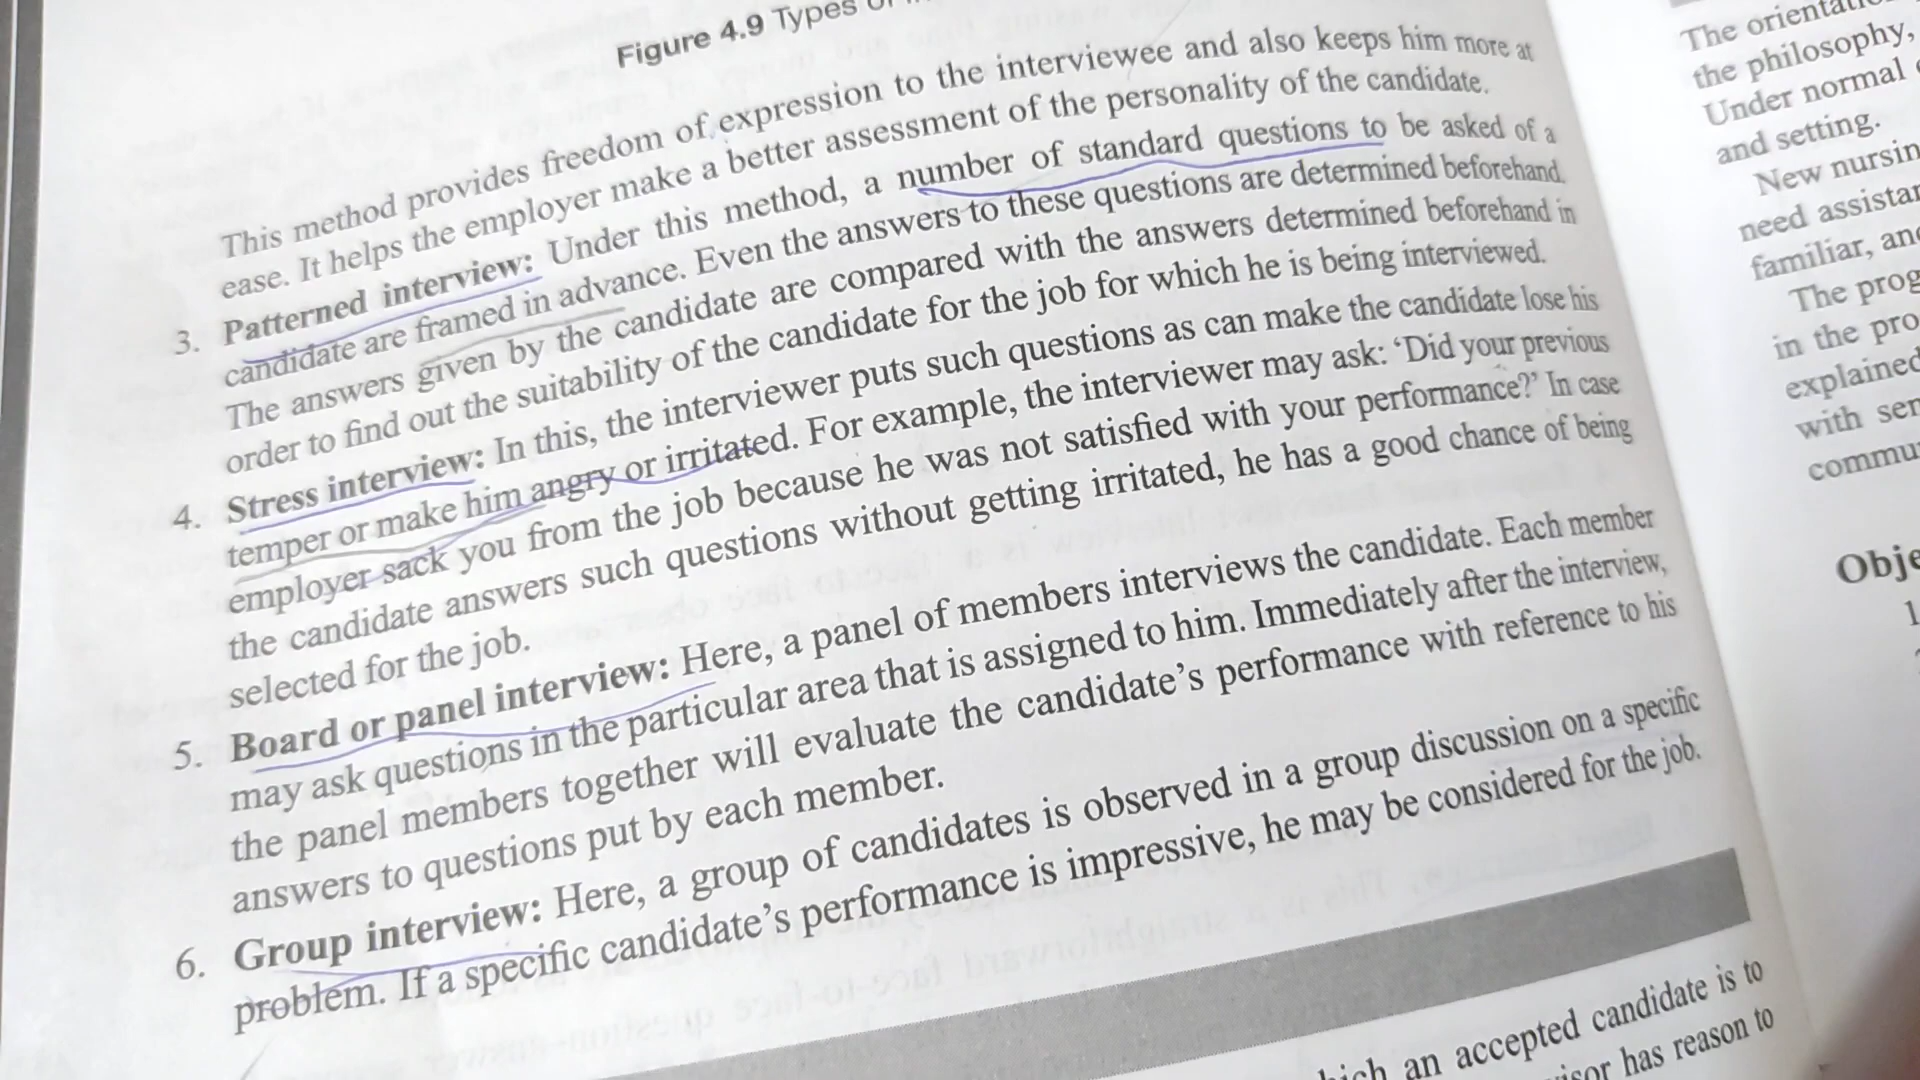 Figure 4.9 Types
This method provides freedom of expression to the interviewee and also keeps him more at
ease. It helps the employer make a better assessment of the personality of the candidate.
3. Patterned interview: Under this method, a number of standard questions to be asked of a
candidate are framed in advance. Even the answers to these questions are determined beforehand.
The answers given by the candidate are compared with the answers determined beforehand in
order to find out the suitability of the candidate for the job for which he is being interviewed.
4. Stress interview: In this, the interviewer puts such questions as can make the candidate lose his
temper or make him angry or irritated. For example, the interviewer may ask: ‘Did your previous
employer sack you from the job because he was not satisfied with your performance?’ In case
the candidate answers such questions without getting irritated, he has a good chance of being
selected for the job.
5. Board or panel interview: Here, a panel of members interviews the candidate. Each member
may ask questions in the particular area that is assigned to him. Immediately after the interview,
the panel members together will evaluate the candidate’s performance with reference to his
answers to questions put by each member.
6. Group interview: Here, a group of candidates is observed in a group discussion on a specific
problem. If a specific candidate’s performance is impressive, he may be considered for the job.
an accepted candidate is to
has reason to
The
the philosophy,
Under normal
and setting.
New
need
familiar,
The
in the
with